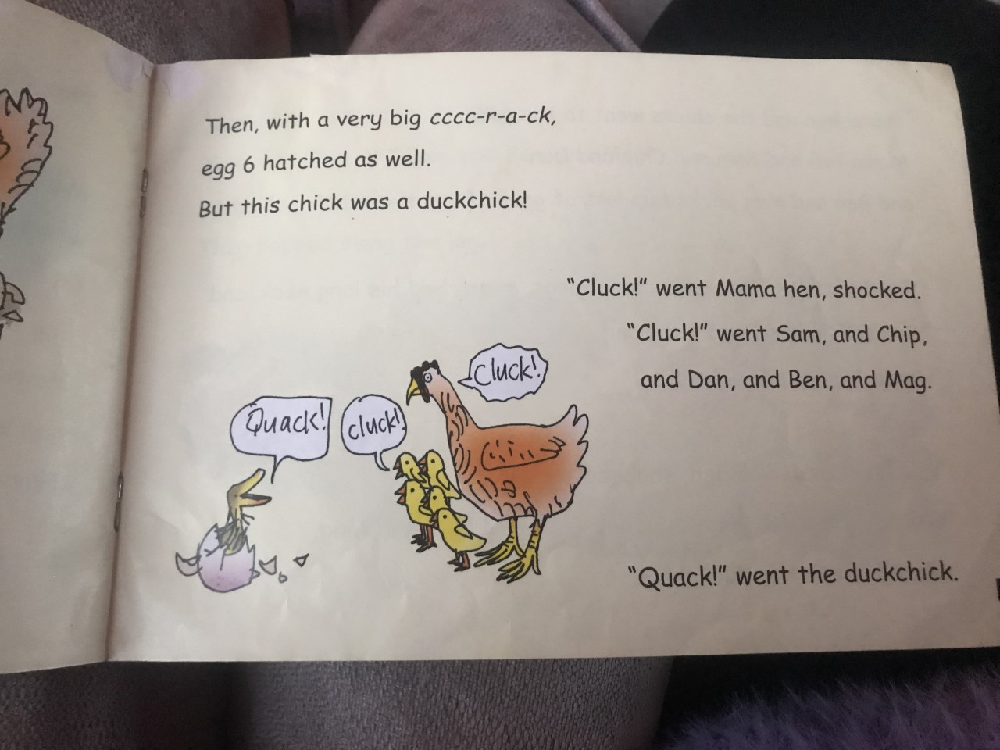 Then, with a very big cccc-r-a-ck,
egg 6 hatched as well.
But this chick was a duckchick!
“Cluck!” went Mama hen, shocked.
“Cluck!” went Sam, and Chip,
and Dan, and Ben, and Mag.
Cluck!
Quack!
cluck!
“Quack!” went the duckchick.